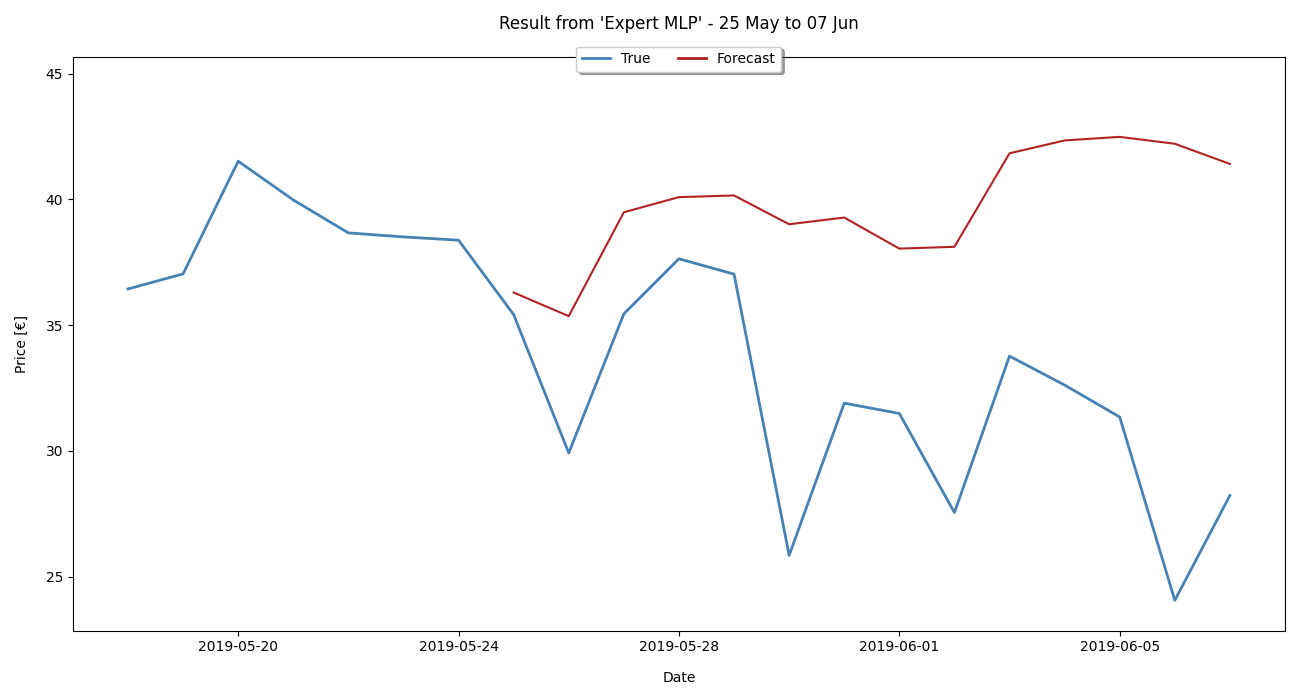 Result from 'Expert MLP' - 25 May to 07 Jun
True Forecast
45
40
35
30
25
Price [€]
2019-05-20 2019-05-24 2019-05-28 2019-06-01 2019-06-05
Date